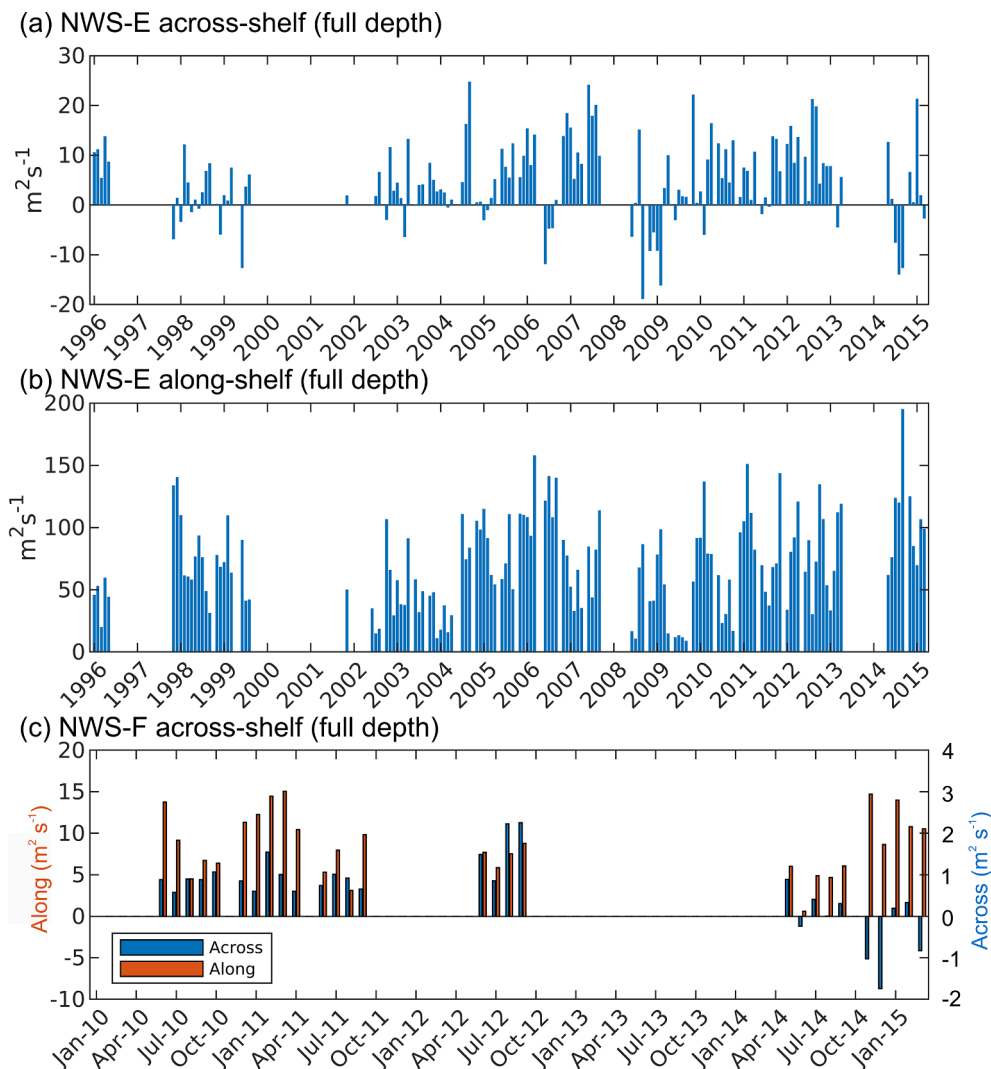 (a) NWS-E across-shelf (full depth)
30
20
10
0
-10
-20
m²s⁻¹
1996 1997 1998 1999 2000 2001 2002 2003 2004 2005 2006 2007 2008 2009 2010 2011 2012 2013 2014 2015
(b) NWS-E along-shelf (full depth)
200
150
100
50
0
m²s⁻¹
1996 1997 1998 1999 2000 2001 2002 2003 2004 2005 2006 2007 2008 2009 2010 2011 2012 2013 2014 2015
(c) NWS-F across-shelf (full depth)
20
15
10
5
0
-5
-10
Along (m² s⁻¹)
4
3
2
1
0
-1
-2
Across (m² s⁻¹)
Across
Along
Jan-10 Apr-10 Jul-10 Oct-10 Jan-11 Apr-11 Jul-11 Oct-11 Jan-12 Apr-12 Jul-12 Oct-12 Jan-13 Apr-13 Jul-13 Oct-13 Jan-14 Apr-14 Jul-14 Oct-14 Jan-15